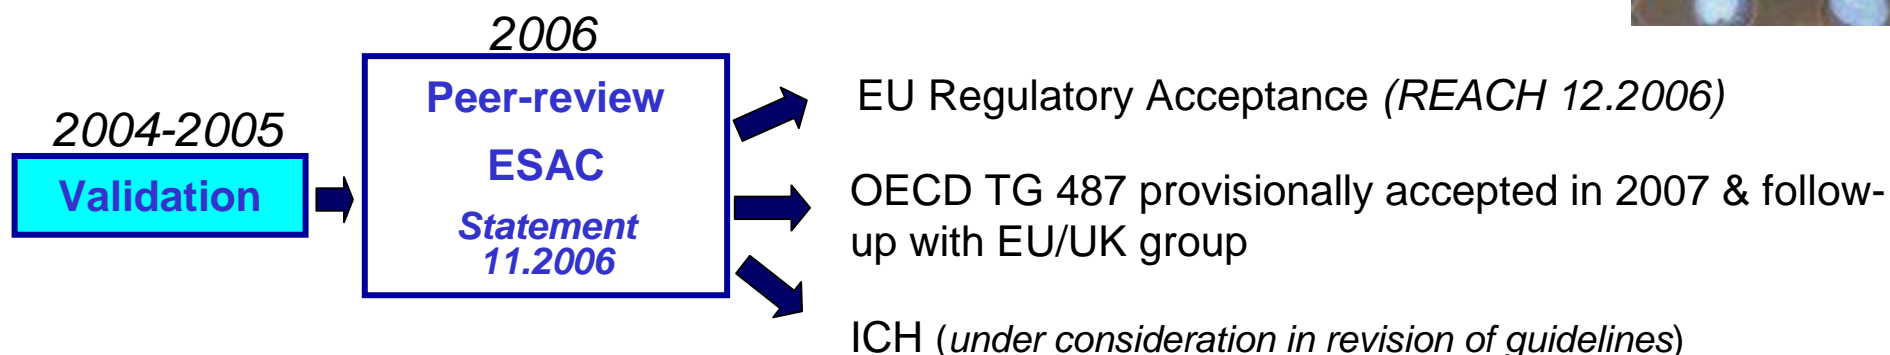 2004-2005
Validation
2006
Peer-review
ESAC
Statement
11.2006
EU Regulatory Acceptance (REACH 12.2006)
OECD TG 487 provisionally accepted in 2007 & follow-
up with EU/UK group
ICH (under consideration in revision of guidelines)